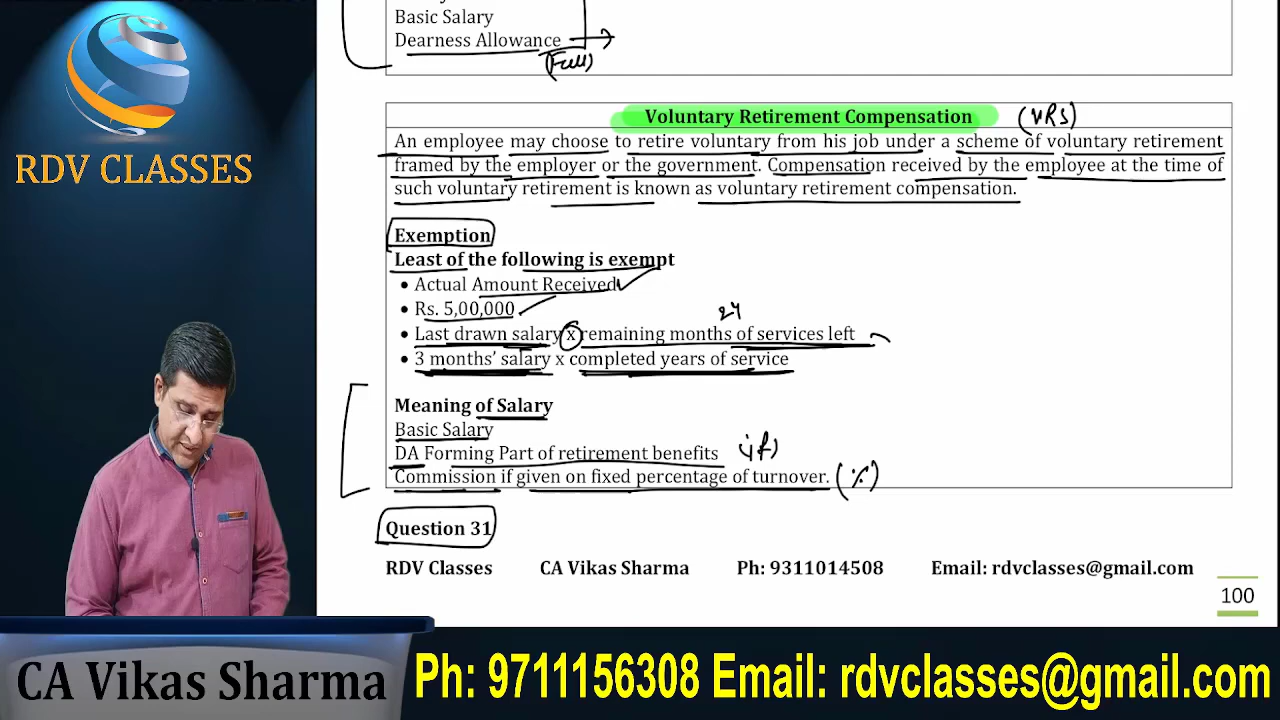 Basic Salary
Dearness Allowance
(Full)
RDV CLASSES
Voluntary Retirement Compensation (VRS)
An employee may choose to retire voluntary from his job under a scheme of voluntary retirement
framed by the employer or the government. Compensation received by the employee at the time of
such voluntary retirement is known as voluntary retirement compensation.
Exemption
Least of the following is exempt
• Actual Amount Received
• Rs. 5,00,000
24
• Last drawn salary x remaining months of services left
• 3 months' salary x completed years of service
Meaning of Salary
Basic Salary
DA Forming Part of retirement benefits
Commission if given on fixed percentage of turnover. (%)
Question 31
RDV Classes CA Vikas Sharma Ph: 9311014508 Email: rdvclasses@gmail.com
100
CA Vikas Sharma
Ph: 9711156308 Email: rdvclasses@gmail.com